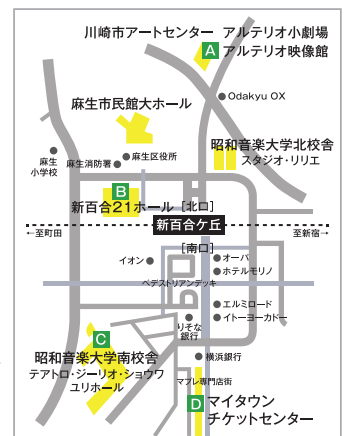 川崎市アートセンター アルテリオ小劇場
A アルテリオ映像館
Odakyu OX
麻生市民館大ホール
昭和音楽大学北校舎
スタジオ・リリエ
麻生
小学校
麻生消防署
麻生区役所
B
新百合21ホール
[北口]
新百合ケ丘
←至町田
至新宿→
[南口]
イオン
オーパ
ホテルモリノ
ペデストリアンデッキ
エルミロード
イトーヨーカドー
りそな
銀行
C
昭和音楽大学南校舎
テアトロ・ジーリオ・ショウワ
ユリホール
横浜銀行
マプレ専門店街
D マイタウン
チケットセンター